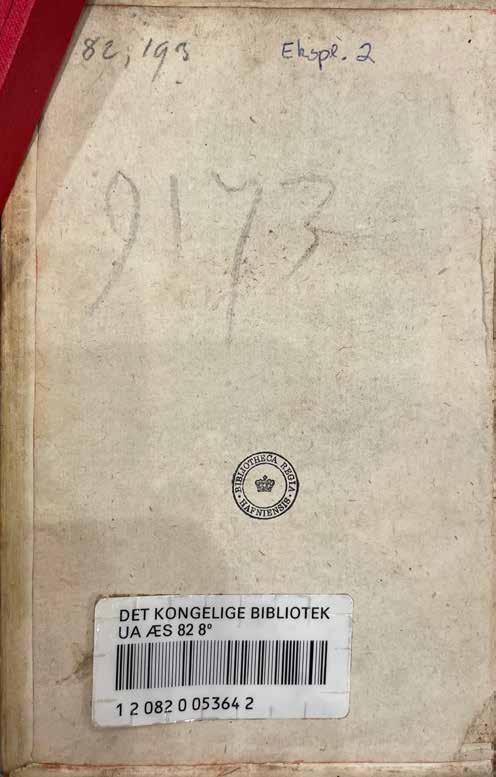 82, 193
Ekspl. 2
9173
BIBLIOTHECA REGIA
HAFNIENSIS
DET KONGELIGE BIBLIOTEK
UA ÆS 82 8°
1 2 082 0 05364 2